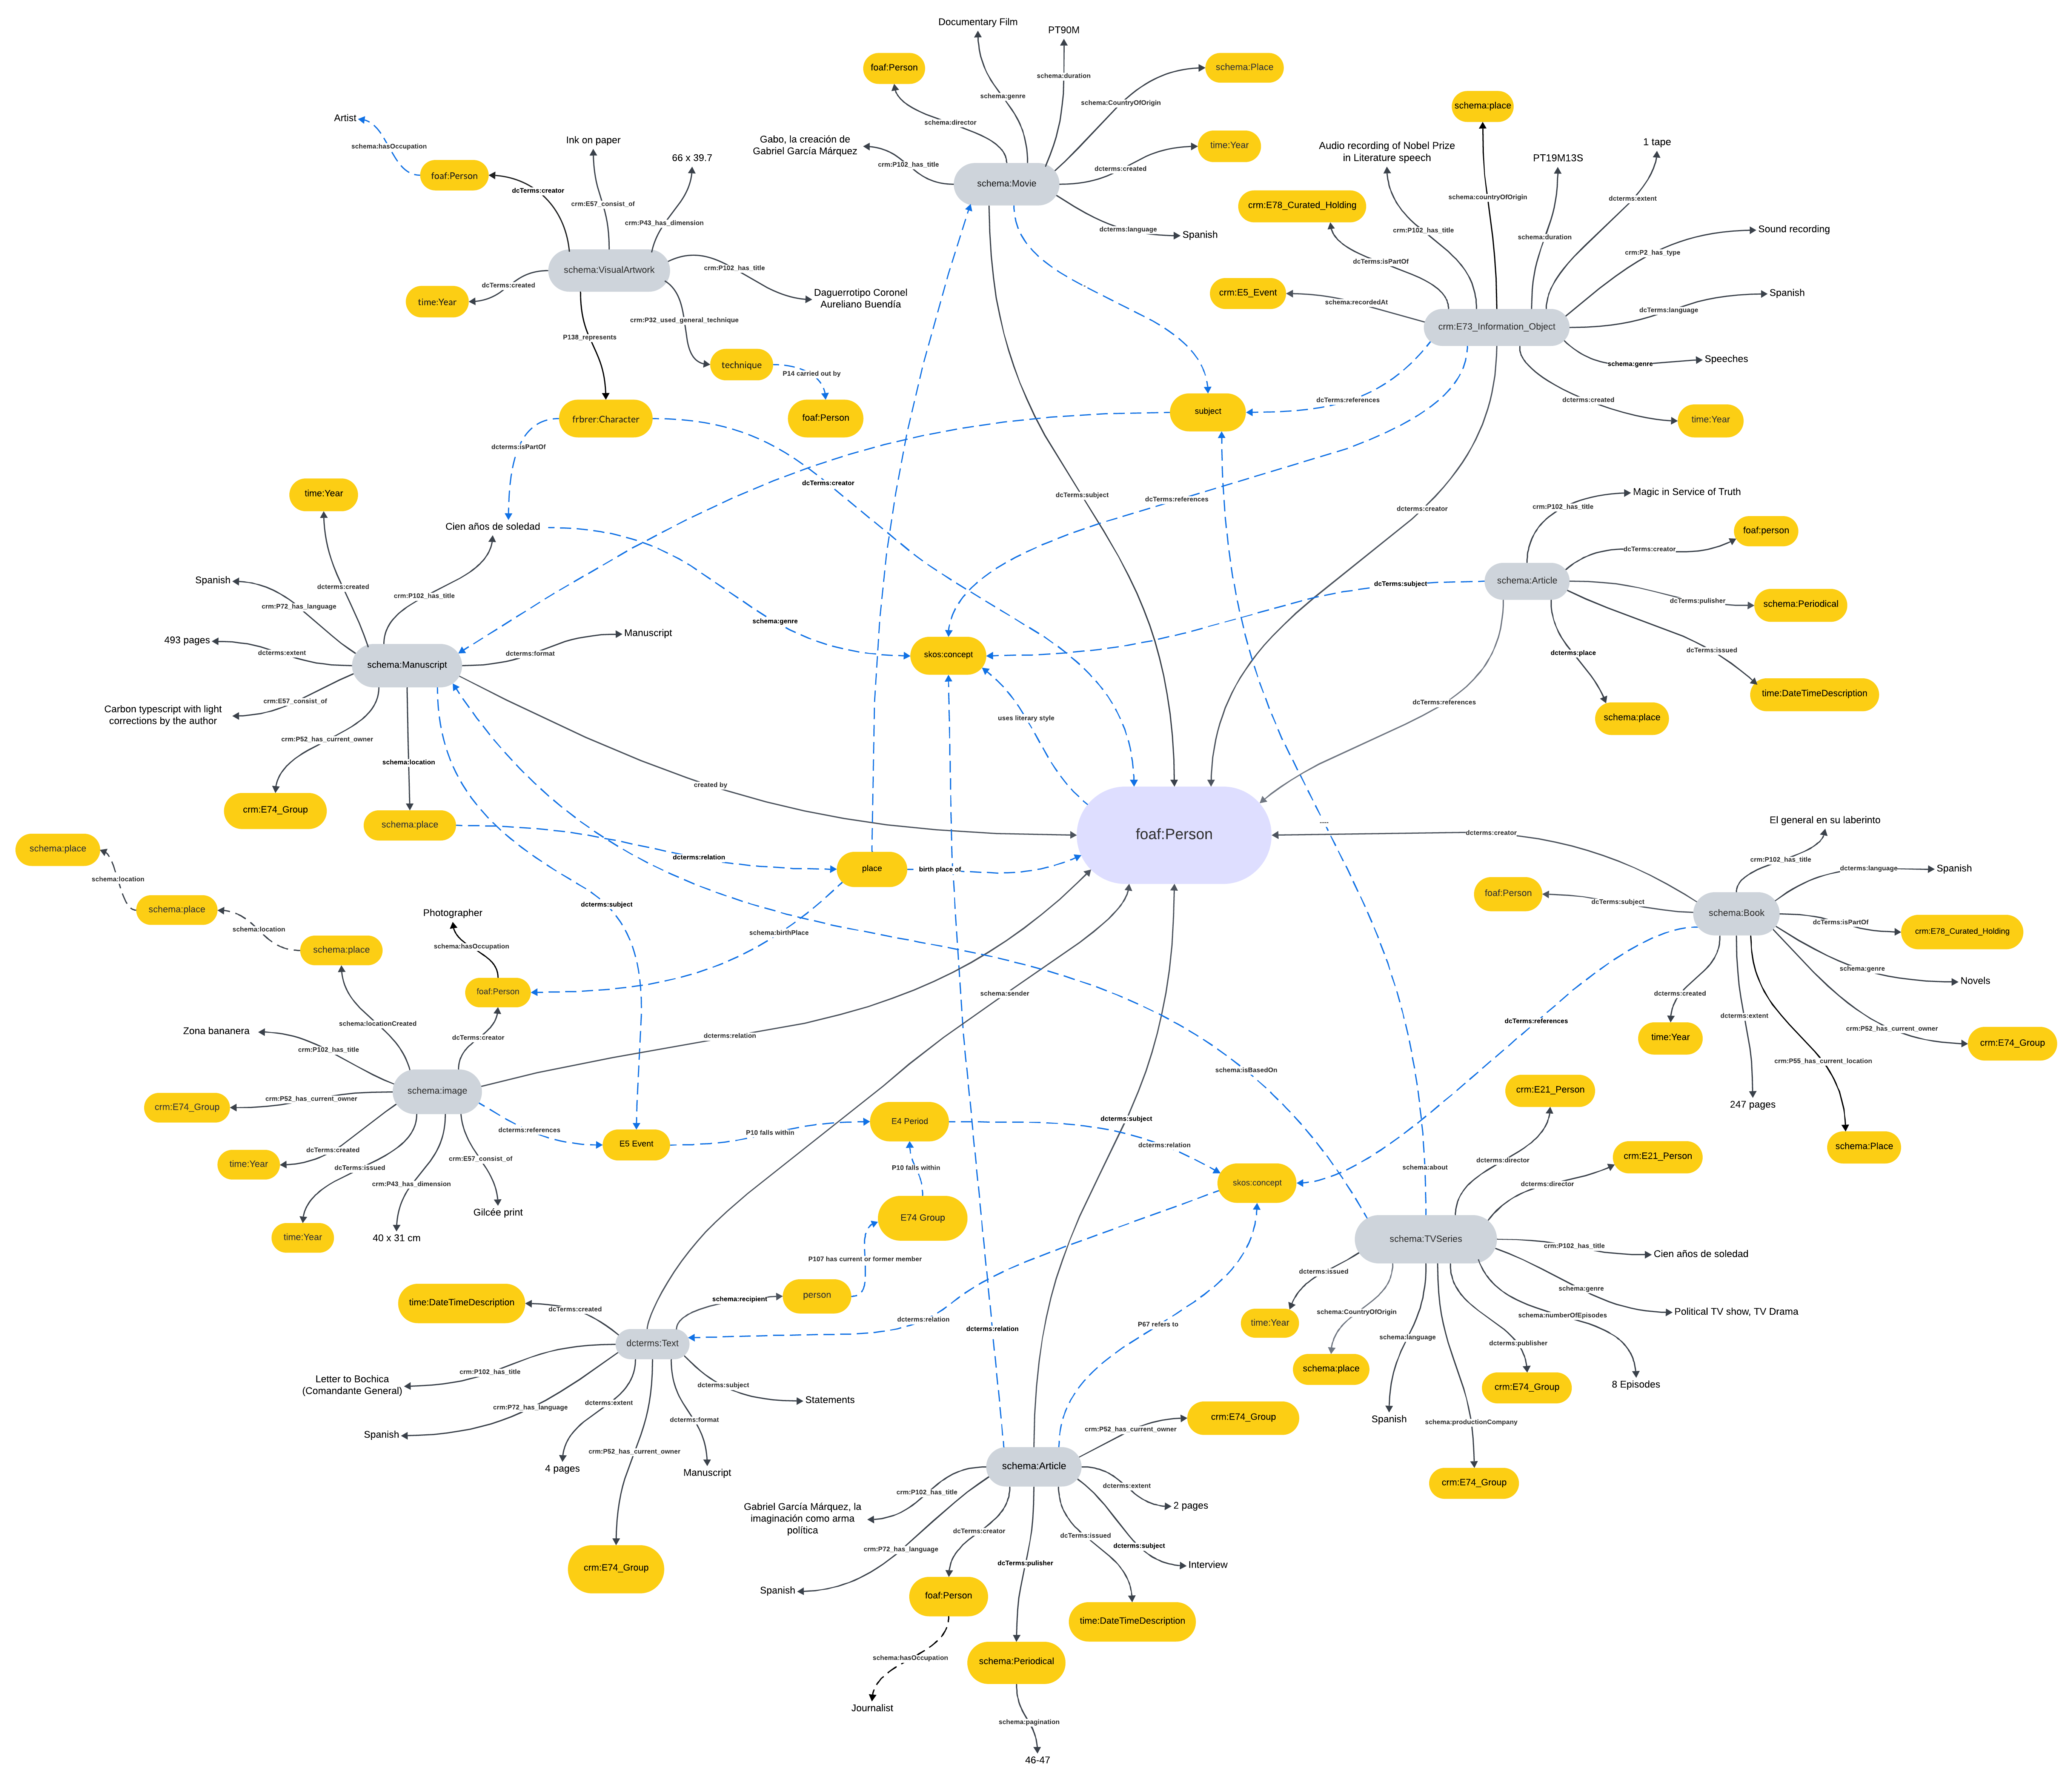 Documentary Film
PT90M
foaf:Person
schema:Place
schema:duration
schema:genre
schema:CountryOfOrigin
schema:director
Gabo, la creación de
Gabriel García Márquez
crm:P102_has_title
time:Year
dcterms:created
schema:Movie
dcterms:language
Spanish
Artist
schema:hasOccupation
Ink on paper
66 x 39.7
foaf:Person
dcTerms:creator
crm:E57_consist_of
crm:P43_has_dimension
schema:VisualArtwork
crm:P102_has_title
Daguerrotipo Coronel
Aureliano Buendía
dcTerms:created
time:Year
crm:P32_used_general_technique
P138_represents
technique
P14 carried out by
foaf:Person
frbrer:Character
dcterms:isPartOf
dcTerms:creator
schema:place
Audio recording of Nobel Prize
in Literature speech
PT19M13S
1 tape
crm:E78_Curated_Holding
schema:countryOfOrigin
dcterms:extent
crm:P102_has_title
schema:duration
Sound recording
crm:P2_has_type
dcTerms:isPartOf
crm:E5_Event
schema:recordedAt
Spanish
dcTerms:language
crm:E73_Information_Object
Speeches
schema:genre
dcterms:created
time:Year
subject
dcTerms:references
dcTerms:references
dcTerms:subject
dcterms:creator
Magic in Service of Truth
crm:P102_has_title
foaf:person
dcTerms:creator
schema:Article
dcTerms:pulisher
schema:Periodical
dcTerms:subject
dcTerms:issued
dcterms:place
time:DateTimeDescription
schema:place
dcTerms:references
time:Year
Cien años de soledad
Spanish
dcterms:created
crm:P102_has_title
crm:P72_has_language
493 pages
dcterms:extent
Manuscript
dcterms:format
schema:Manuscript
schema:genre
skos:concept
uses literary style
Carbon typescript with light
corrections by the author
crm:E57_consist_of
crm:P52_has_current_owner
schema:location
crm:E74_Group
schema:place
created by
foaf:Person
dcterms:relation
place
birth place of
....
schema:place
schema:location
schema:place
schema:location
schema:place
Photographer
schema:hasOccupation
dcterms:subject
schema:birthPlace
foaf:Person
schema:sender
schema:locationCreated
Zona bananera
dcTerms:creator
crm:P102_has_title
dcterms:relation
schema:image
crm:E74_Group
crm:P52_has_current_owner
dcterms:references
dcTerms:created
time:Year
dcTerms:issued
crm:E57_consist_of
crm:P43_has_dimension
Gilcée print
time:Year
40 x 31 cm
E5 Event
P10 falls within
E4 Period
P10 falls within
E74 Group
P107 has current or former member
dcterms:subject
dcterms:relation
skos:concept
El general en su laberinto
dcterms:creator
crm:P102_has_title
dcterms:language
Spanish
foaf:Person
dcTerms:subject
schema:Book
dcTerms:isPartOf
crm:E78_Curated_Holding
schema:genre
Novels
dcterms:created
dcterms:extent
crm:P52_has_current_owner
time:Year
crm:E74_Group
dcTerms:references
crm:P55_has_current_location
247 pages
schema:Place
schema:isBasedOn
crm:E21_Person
crm:E21_Person
schema:about
dcterms:director
dcterms:director
schema:TVSeries
crm:P102_has_title
Cien años de soledad
dcterms:issued
schema:genre
schema:CountryOfOrigin
schema:numberOfEpisodes
Political TV show, TV Drama
time:Year
schema:language
dcterms:publisher
schema:place
crm:E74_Group
8 Episodes
Spanish
schema:productionCompany
crm:E74_Group
time:DateTimeDescription
dcTerms:created
schema:recipient
person
dcterms:relation
P67 refers to
dcterms:relation
dcterms:Text
crm:P102_has_title
Letter to Bochica
(Comandante General)
dcterms:subject
Statements
crm:P72_has_language
dcterms:extent
dcterms:format
Spanish
crm:P52_has_current_owner
4 pages
Manuscript
crm:E74_Group
crm:E74_Group
crm:P52_has_current_owner
schema:Article
crm:P102_has_title
dcterms:extent
2 pages
Gabriel García Márquez, la
imaginación como arma
política
dcTerms:creator
dcTerms:issued
dcterms:subject
crm:P72_has_language
dcTerms:pulisher
Interview
Spanish
foaf:Person
time:DateTimeDescription
schema:hasOccupation
schema:Periodical
Journalist
schema:pagination
46-47